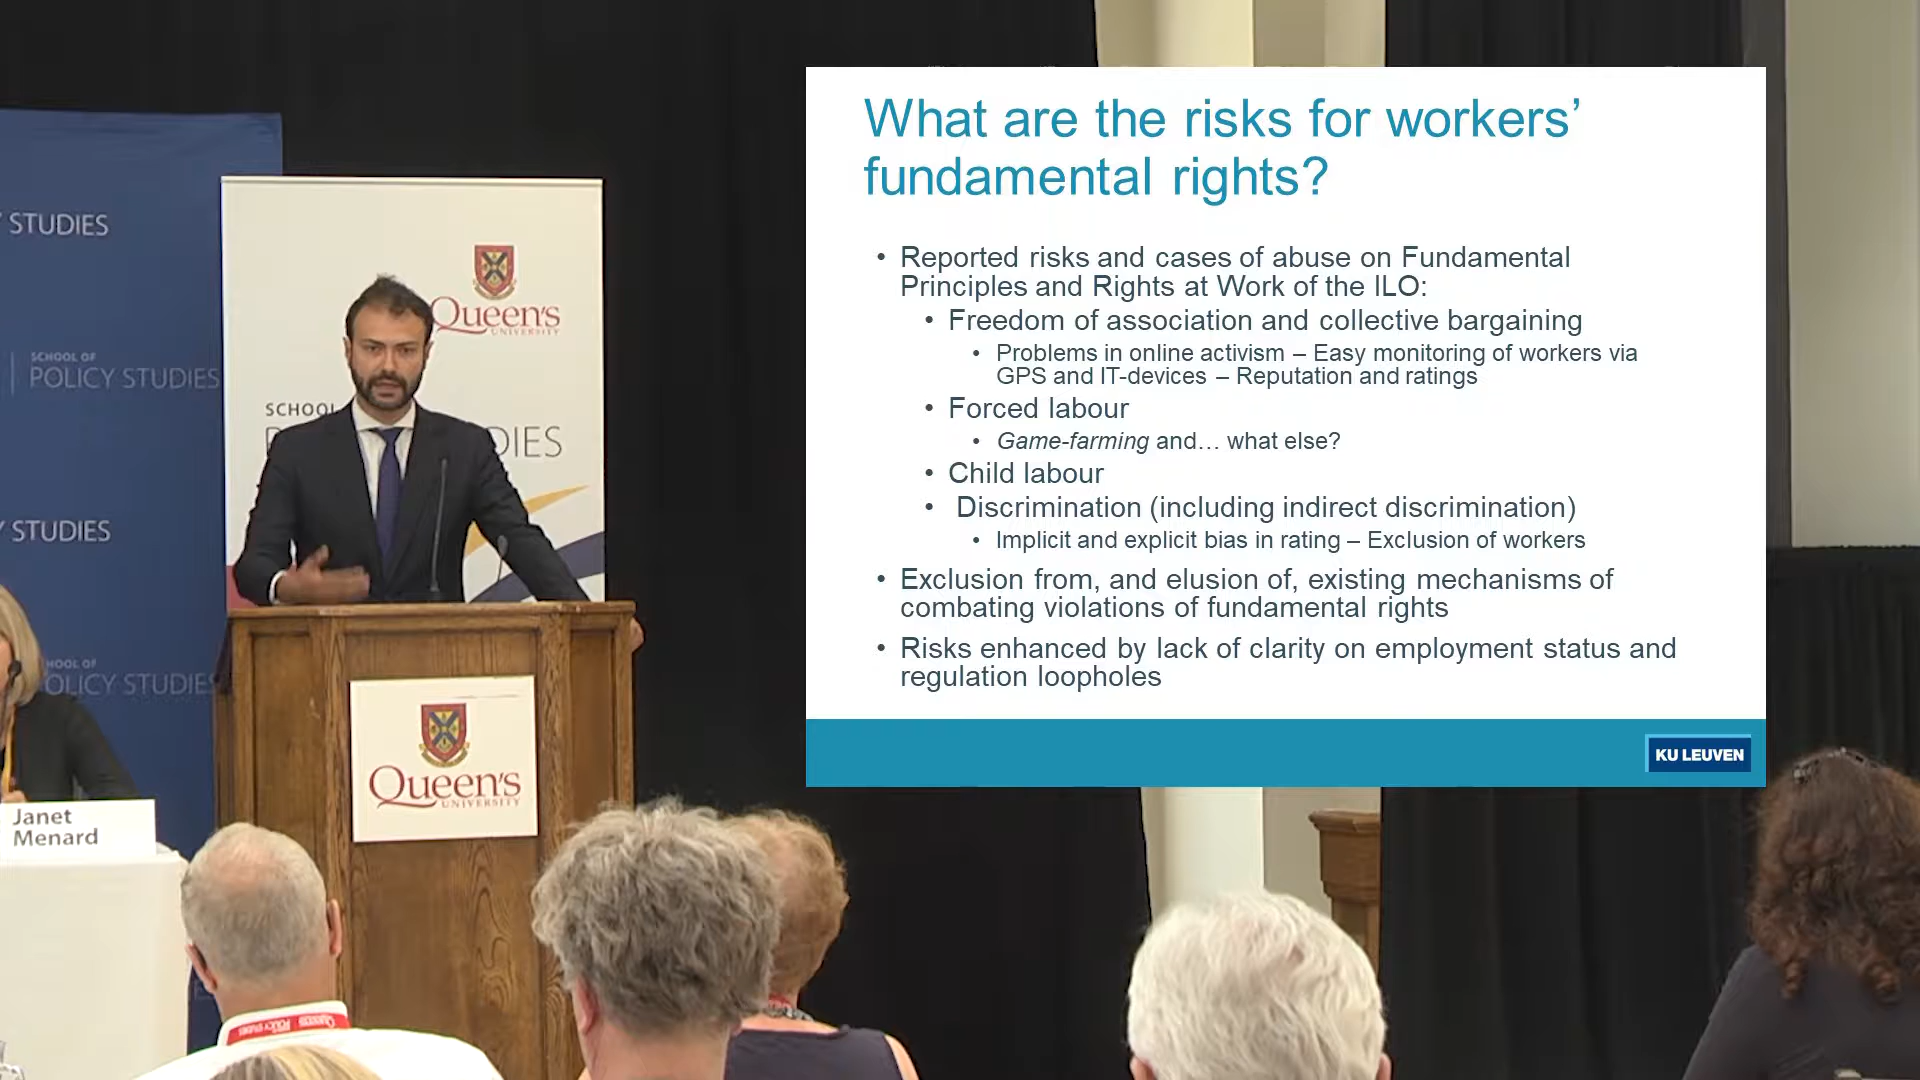 STUDIES
SCHOOL OF
POLICY STUDIES
STUDIES
HOOL OF
OLICY STUDIES
Janet
Menard
Queen's
UNIVERSITY
SCHOOL
DIES
Queen's
UNIVERSITY
What are the risks for workers’
fundamental rights?
• Reported risks and cases of abuse on Fundamental
Principles and Rights at Work of the ILO:
• Freedom of association and collective bargaining
• Problems in online activism – Easy monitoring of workers via
GPS and IT-devices – Reputation and ratings
• Forced labour
• Game-farming and… what else?
• Child labour
• Discrimination (including indirect discrimination)
• Implicit and explicit bias in rating – Exclusion of workers
• Exclusion from, and elusion of, existing mechanisms of
combating violations of fundamental rights
• Risks enhanced by lack of clarity on employment status and
regulation loopholes
KU LEUVEN